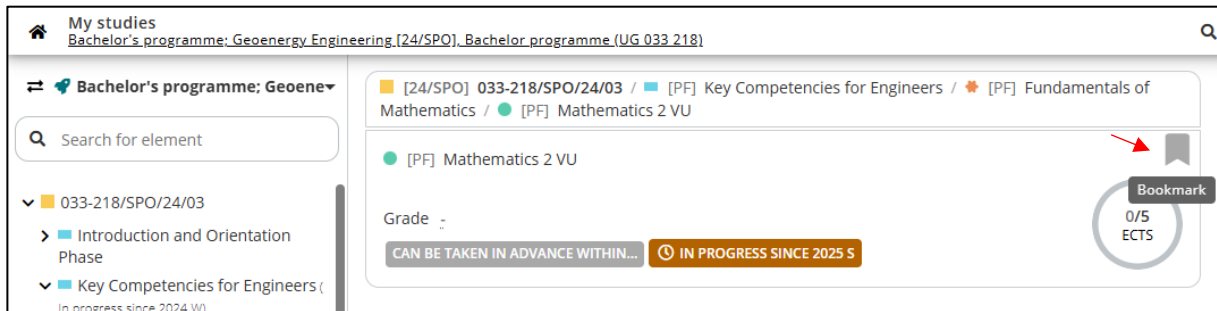 My studies
Bachelor's programme; Geoenergy Engineering [24/SPO], Bachelor programme (UG 033 218)
Bachelor's programme; Geoene
Search for element
033-218/SPO/24/03
Introduction and Orientation
Phase
Key Competencies for Engineers (
In progress since 2024 W)
[24/SPO] 033-218/SPO/24/03 / [PF] Key Competencies for Engineers / [PF] Fundamentals of
Mathematics / [PF] Mathematics 2 VU
[PF] Mathematics 2 VU
Bookmark
Grade -
0/5
ECTS
CAN BE TAKEN IN ADVANCE WITHIN... IN PROGRESS SINCE 2025 S